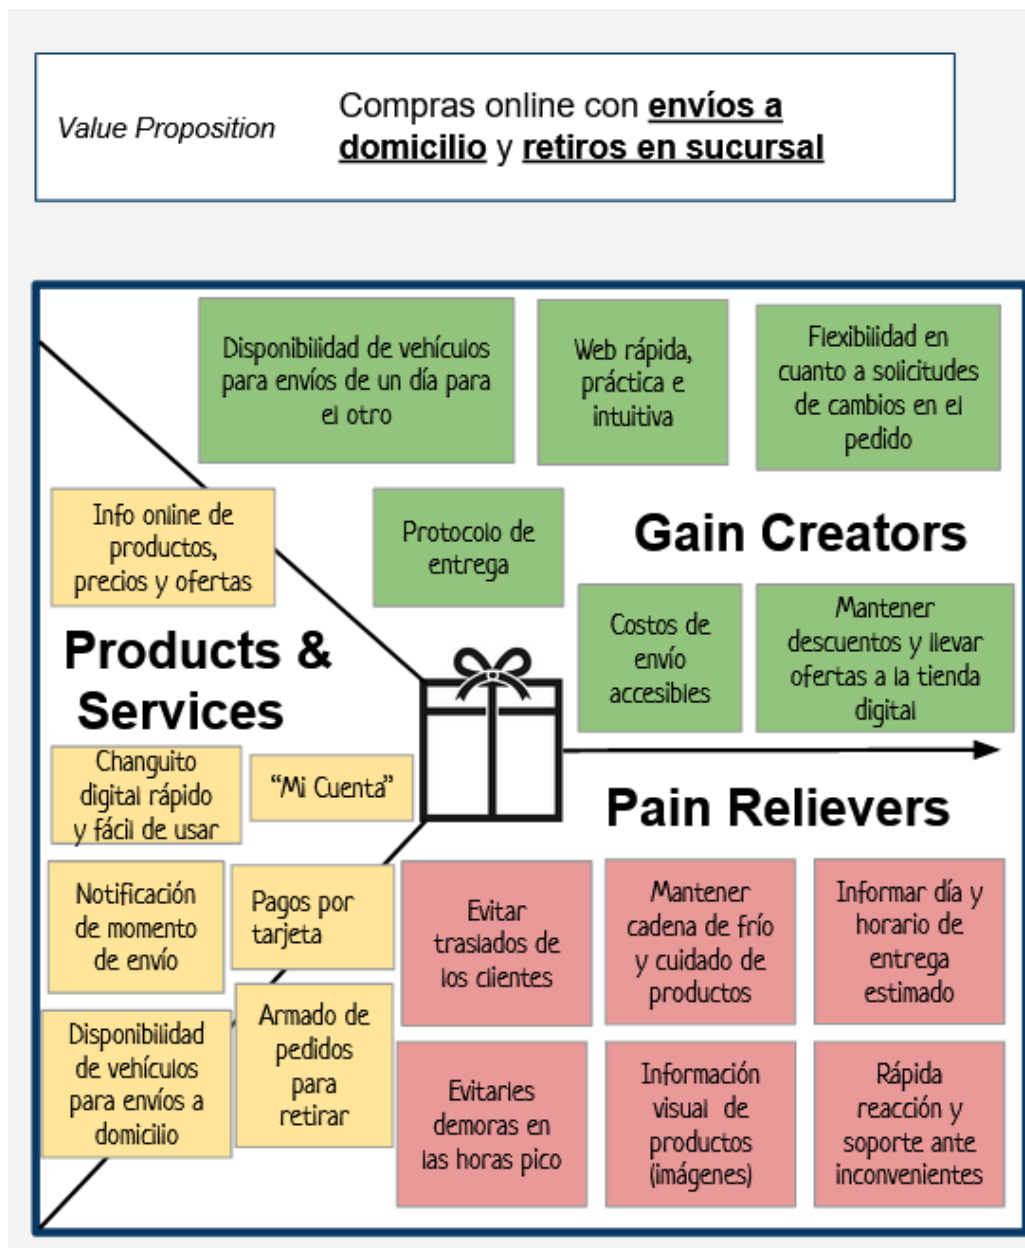 Value Proposition
Compras online con envíos a
domicilio y retiros en sucursal
Disponibilidad de vehículos
para envíos de un día para
el otro
Web rápida,
práctica e
intuitiva
Flexibilidad en
cuanto a solicitudes
de cambios en el
pedido
Info online de
productos,
precios y ofertas
Protocolo de
entrega
Gain Creators
Costos de
envío
accesibles
Mantener
descuentos y llevar
ofertas a la tienda
digital
Products &
Services
Changuito
digital rápido
y fácil de usar
“Mi Cuenta”
Pain Relievers
Notificación
de momento
de envío
Pagos por
tarjeta
Evitar
traslados de
los clientes
Mantener
cadena de frío
y cuidado de
productos
Informar día y
horario de
entrega
estimado
Disponibilidad
de vehículos
para envíos a
domicilio
Armado de
pedidos
para
retirar
Evitarles
demoras en
las horas pico
Información
visual de
productos
(imágenes)
Rápida
reacción y
soporte ante
inconvenientes